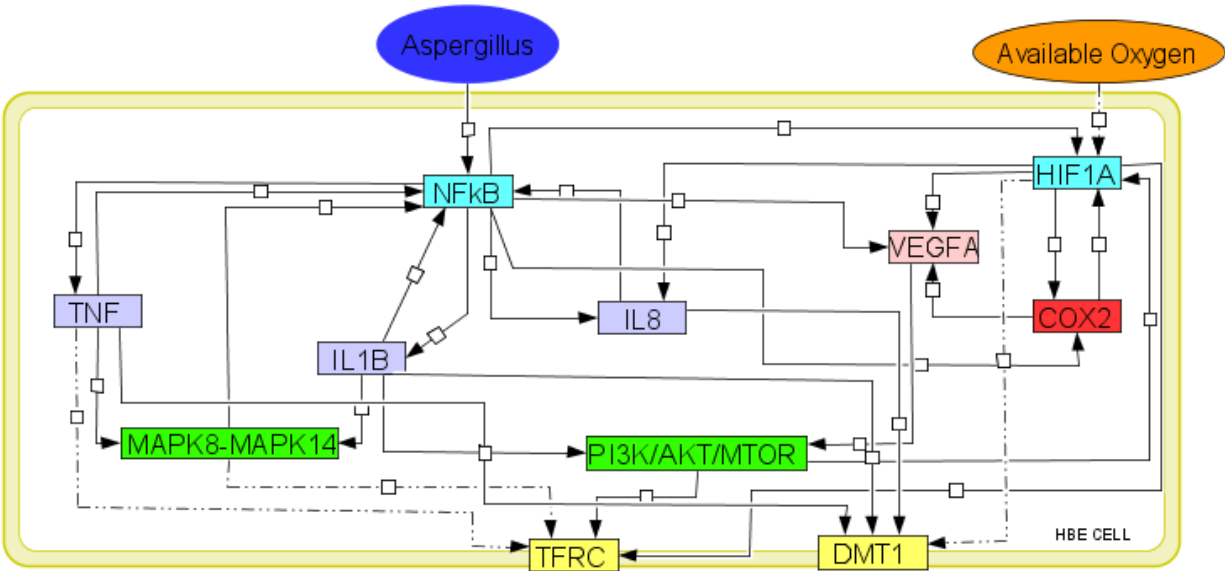 Aspergillus
Available Oxygen
HIF1A
NFkB
VEGFA
TNF
IL8
COX2
IL1B
MAPK8-MAPK14
PI3K/AKT/MTOR
HBE CELL
TFRC
DMT1